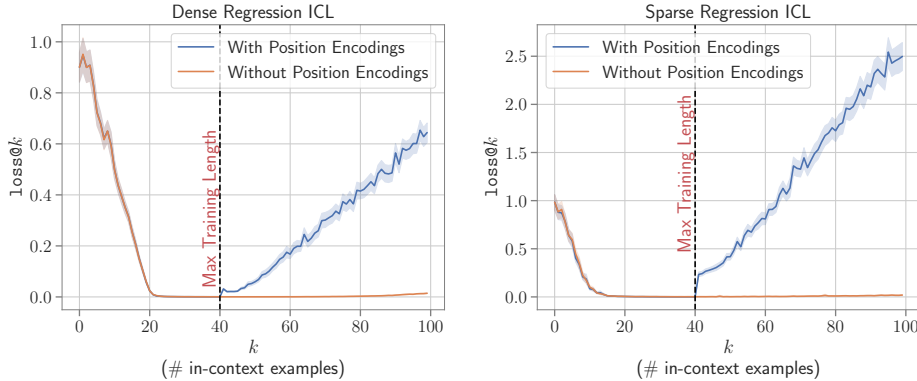 Dense Regression ICL
With Position Encodings
Without Position Encodings
Max Training Length
loss@k
1.0
0.8
0.6
0.4
0.2
0.0
0 20 40 60 80 100
k
(# in-context examples)
Sparse Regression ICL
With Position Encodings
Without Position Encodings
Max Training Length
loss@k
2.5
2.0
1.5
1.0
0.5
0.0
0 20 40 60 80 100
k
(# in-context examples)